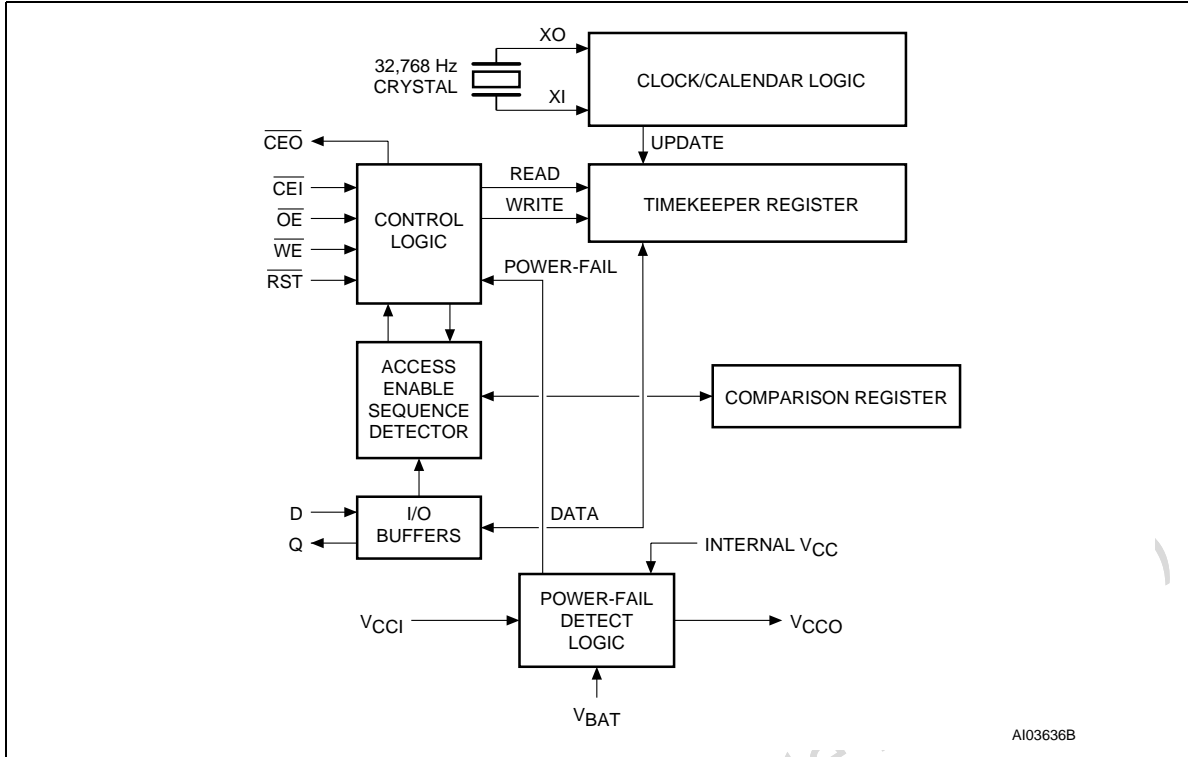 XO
32,768 Hz
CRYSTAL
CLOCK/CALENDAR LOGIC
XI
UPDATE
CEO
CEI
OE
WE
RST
CONTROL
LOGIC
READ
WRITE
TIMEKEEPER REGISTER
POWER-FAIL
ACCESS
ENABLE
SEQUENCE
DETECTOR
COMPARISON REGISTER
D
Q
I/O
BUFFERS
DATA
INTERNAL VCC
POWER-FAIL
DETECT
LOGIC
VCCI
VCCO
VBAT
AI03636B